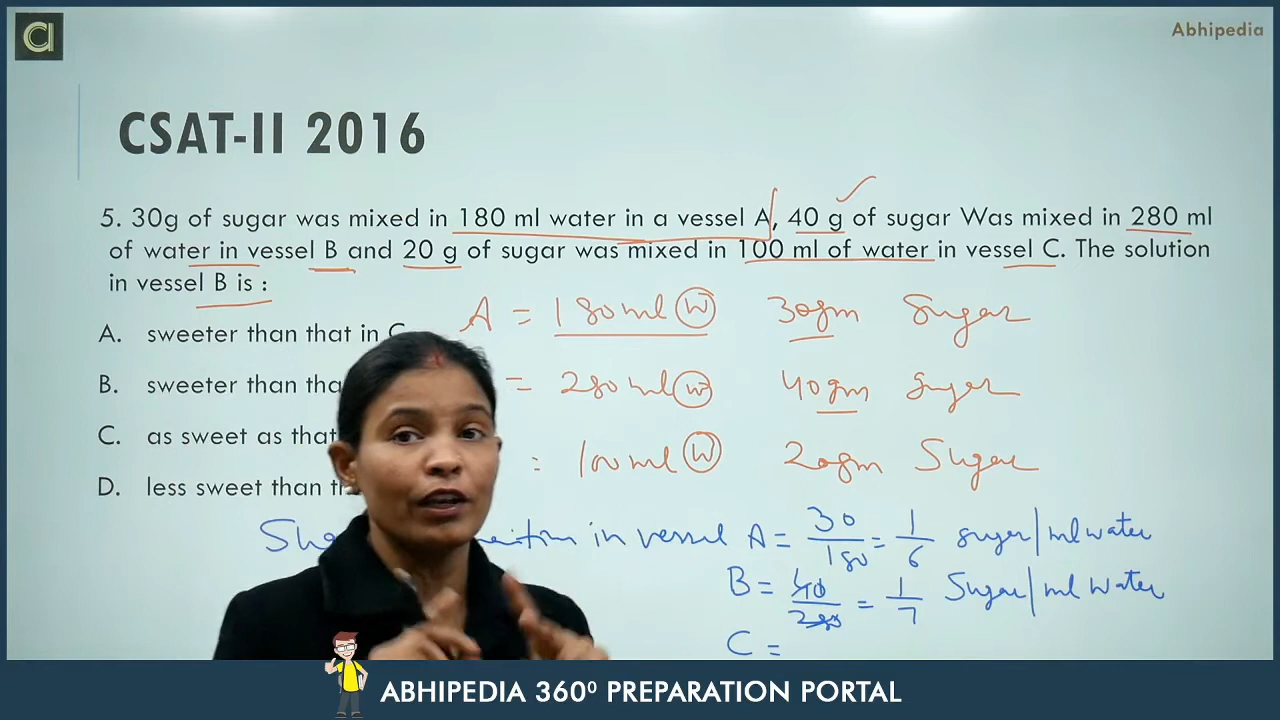 Abhipedia
CSAT-II 2016
5. 30g of sugar was mixed in 180 ml water in a vessel A, 40 g of sugar Was mixed in 280 ml
of water in vessel B and 20 g of sugar was mixed in 100 ml of water in vessel C. The solution
in vessel B is :
A. sweeter than that in C
B. sweeter than
C. as sweet as that
D. less sweet than
A = 180 ml W 30gm Sugar
= 280 ml W 40gm Sugar
= 100 ml W 20gm Sugar
in vessel A = 30/180 = 1/6 sugar/ml water
B = 40/280 = 1/7 Sugar/ml water
C =
ABHIPEDIA 360⁰ PREPARATION PORTAL